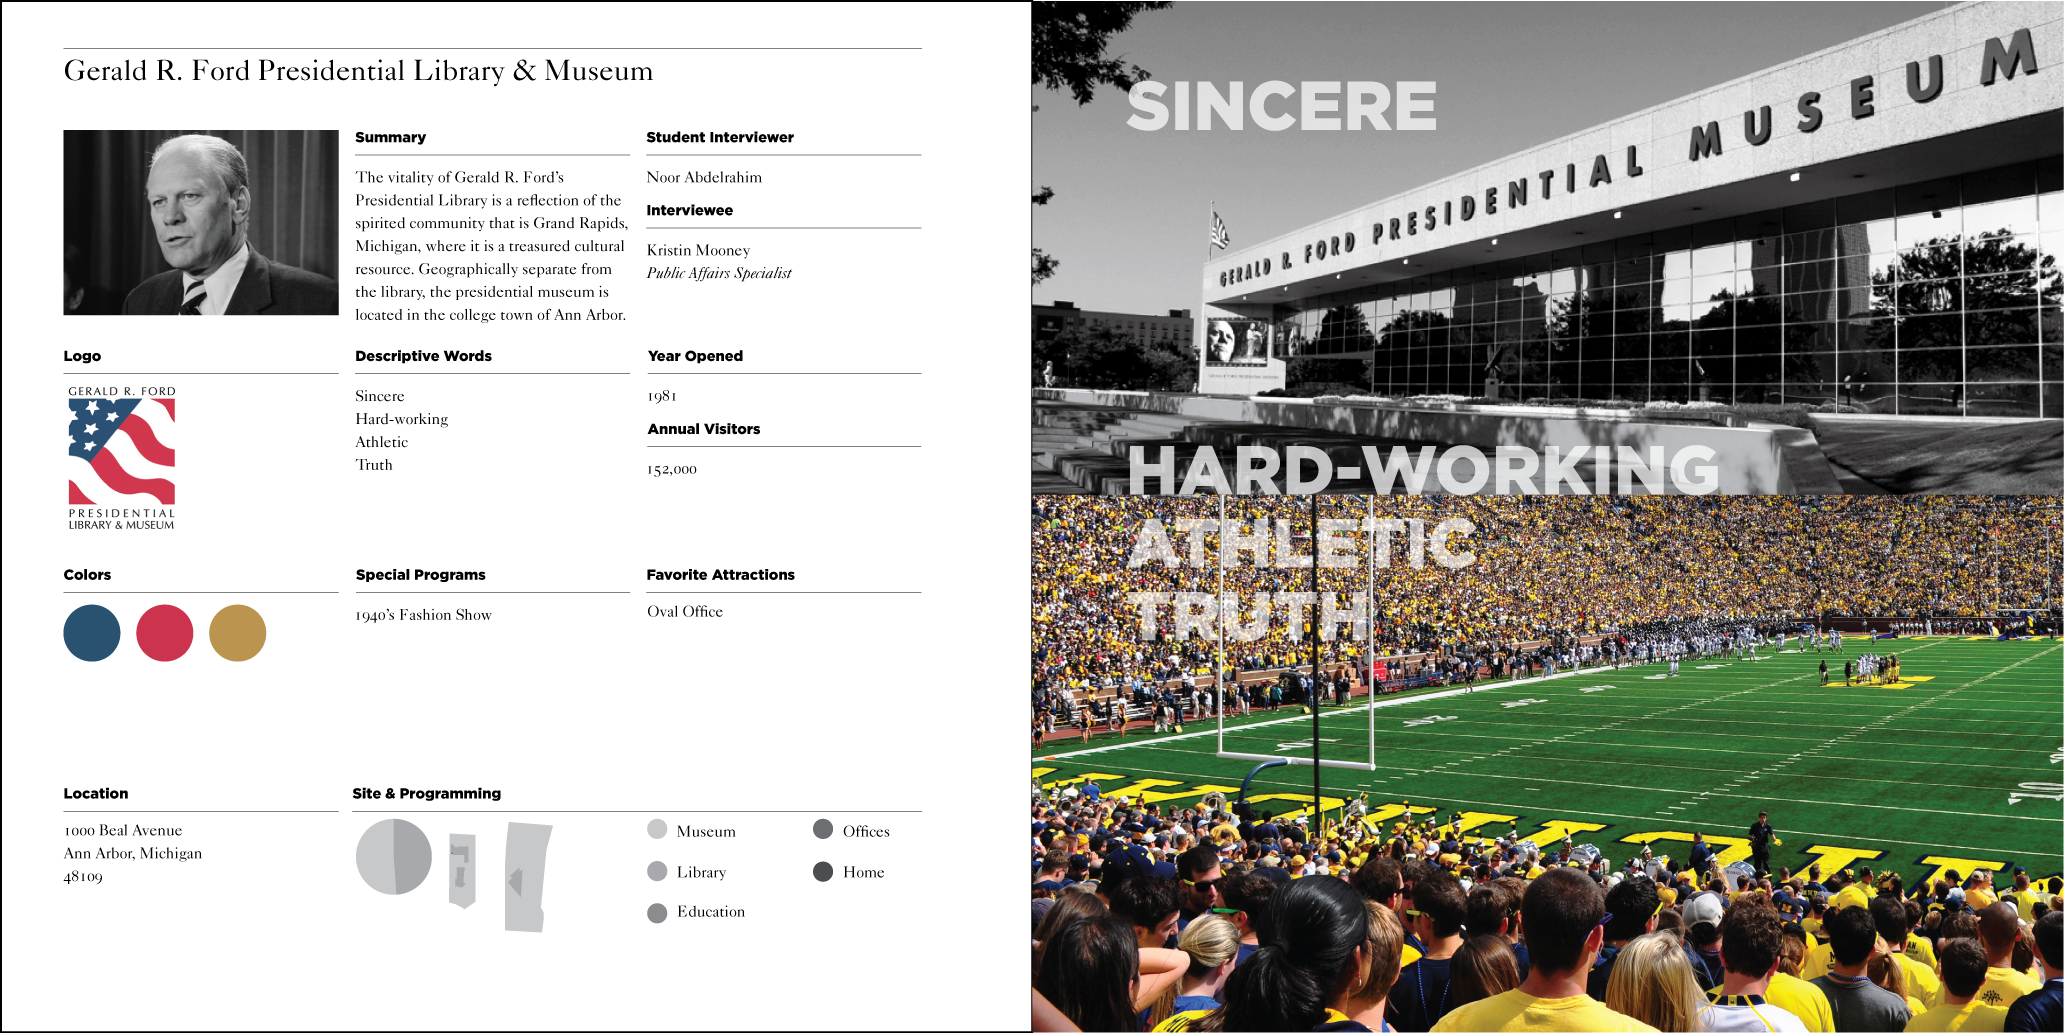 Gerald R. Ford Presidential Library & Museum
Summary
The vitality of Gerald R. Ford's
Presidential Library is a reflection of the
spirited community that is Grand Rapids,
Michigan, where it is a treasured cultural
resource. Geographically separate from
the library, the presidential museum is
located in the college town of Ann Arbor.
Student Interviewer
Noor Abdelrahim
Interviewee
Kristin Mooney
Public Affairs Specialist
Logo
GERALD R. FORD
PRESIDENTIAL
LIBRARY & MUSEUM
Descriptive Words
Sincere
Hard-working
Athletic
Truth
Year Opened
1981
Annual Visitors
152,000
Colors
Special Programs
1940's Fashion Show
Favorite Attractions
Oval Office
Location
1000 Beal Avenue
Ann Arbor, Michigan
48109
Site & Programming
Museum
Library
Education
Offices
Home
SINCERE
GERALD R. FORD PRESIDENTIAL MUSEUM
HARD-WORKING
ATHLETIC
TRUTH